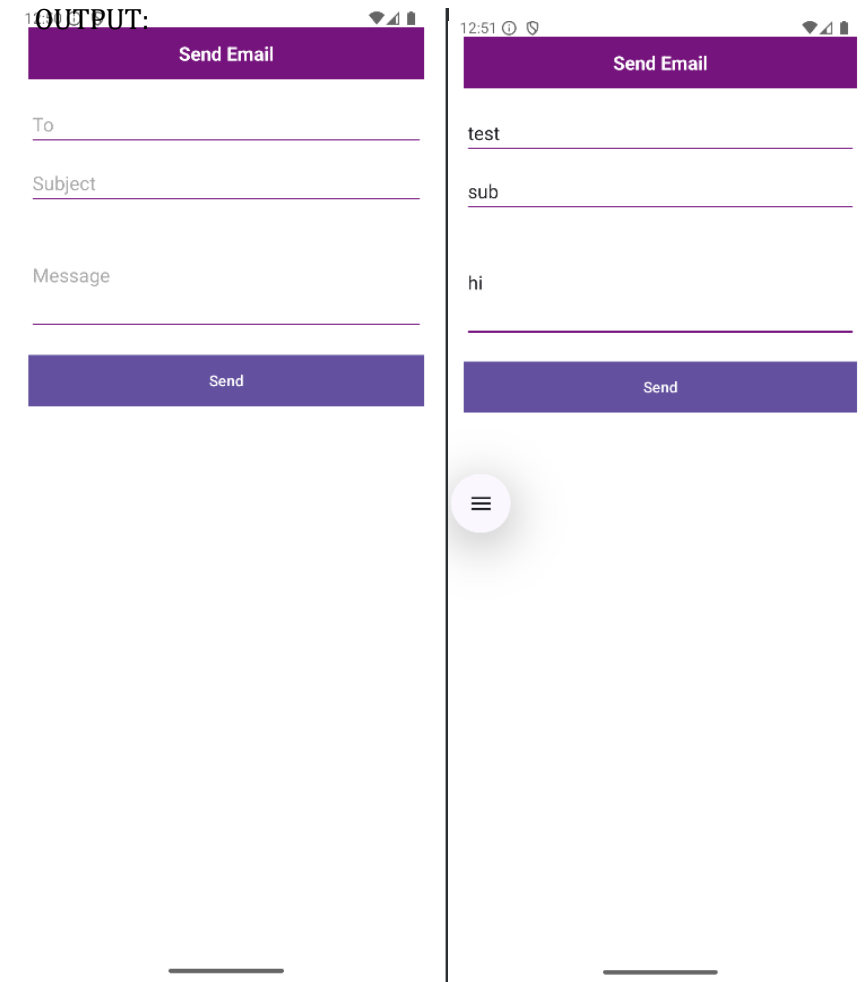 OUTPUT:
Send Email
To
Subject
Message
Send
12:51
Send Email
test
sub
hi
Send